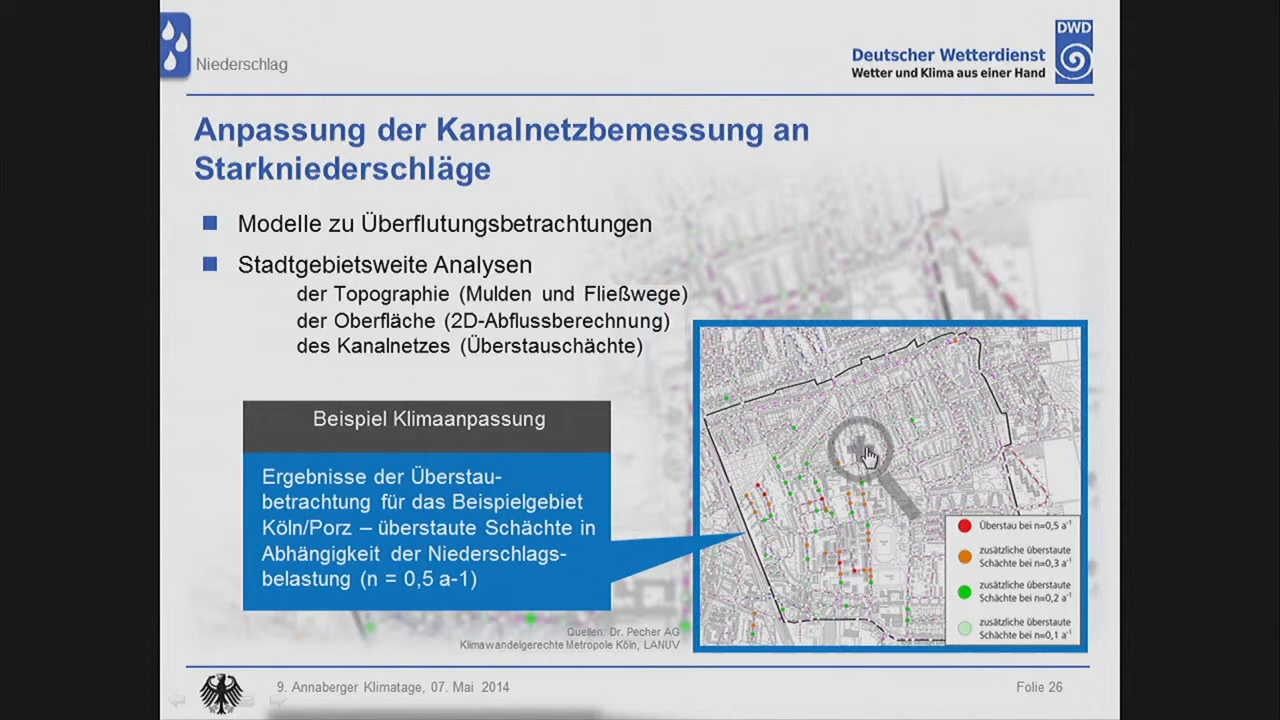 Niederschlag
DWD
Deutscher Wetterdienst
Wetter und Klima aus einer Hand
Anpassung der Kanalnetzbemessung an
Starkniederschläge
Modelle zu Überflutungsbetrachtungen
Stadtgebietsweite Analysen
der Topographie (Mulden und Fließwege)
der Oberfläche (2D-Abflussberechnung)
des Kanalnetzes (Überstauschächte)
Beispiel Klimaanpassung
Ergebnisse der Überstau-
betrachtung für das Beispielgebiet
Köln/Porz – überstaute Schächte in
Abhängigkeit der Niederschlags-
belastung (n = 0,5 a-1)
Überstau bei n=0,5 a⁻¹
zusätzliche überstaute
Schächte bei n=0,3 a⁻¹
zusätzliche überstaute
Schächte bei n=0,2 a⁻¹
zusätzliche überstaute
Schächte bei n=0,1 a⁻¹
Quellen: Dr. Pecher AG
Klimawandelgerechte Metropole Köln, LANUV
9. Annaberger Klimatage, 07. Mai 2014
Folie 26